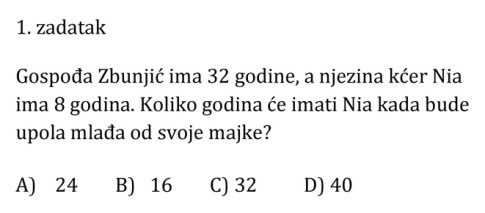 1. zadatak
Gospođa Zbunjić ima 32 godine, a njezina kćer Nia
ima 8 godina. Koliko godina će imati Nia kada bude
upola mlađa od svoje majke?
A) 24 B) 16 C) 32 D) 40